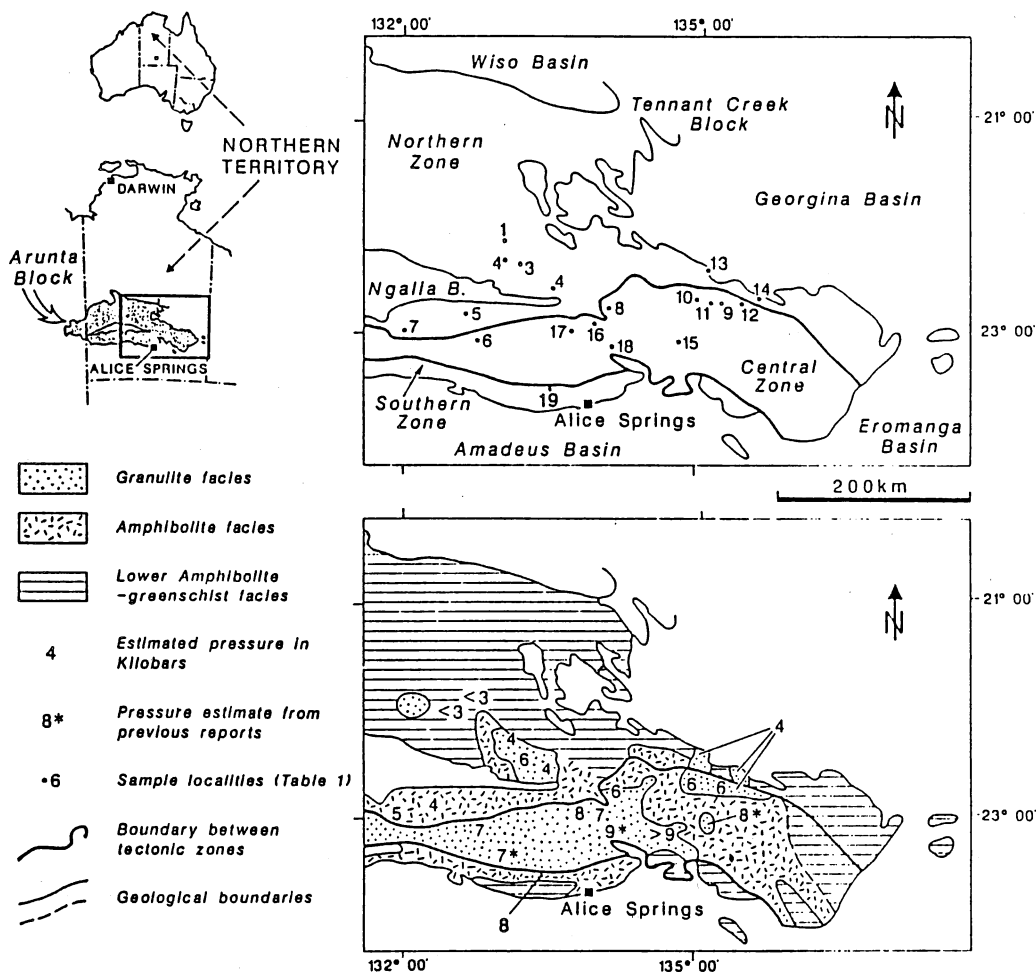 NORTHERN
TERRITORY
DARWIN
Arunta
Block
ALICE SPRINGS
132° 00'
135° 00'
Wiso Basin
Tennant Creek
Block
N
21° 00'
Northern
Zone
Georgina Basin
1
4
3
4
13
Ngalla B.
14
10
11
9
12
8
5
7
6
17
16
18
15
23° 00'
Central
Zone
19
Southern
Zone
Alice Springs
Eromanga
Basin
Amadeus Basin
200km
Granulite facies
Amphibolite facies
Lower Amphibolite
-greenschist facies
4 Estimated pressure in
Kilobars
8* Pressure estimate from
previous reports
•6 Sample localities (Table 1)
Boundary between
tectonic zones
Geological boundaries
N
21° 00'
<3
<3
4
4
6
4
6
6
6
5
4
7
8
7
9*
>9<
8*
23° 00'
7*
8
Alice Springs
132° 00'
135° 00'